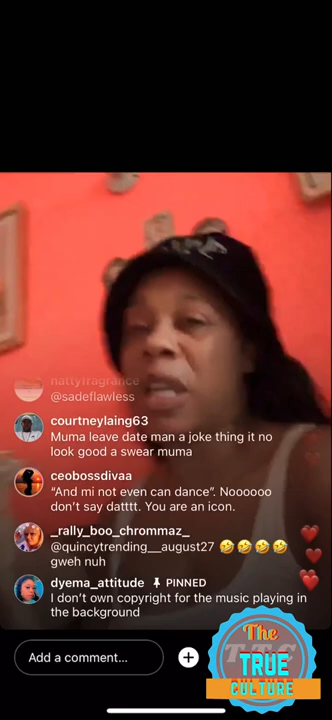 nattyfragrance
@sadeflawless
courtneylaing63
Muma leave date man a joke thing it no
look good a swear muma
ceobossdivaa
“And mi not even can dance”. Noooooo
don’t say datttt. You are an icon.
_rally_boo_chrommaz_
@quincytrending__august27 🤣🤣🤣🤣
gweh nuh
dyema_attitude 📌 PINNED
I don’t own copyright for the music playing in
the background
Add a comment...
The
TRUE
CULTURE